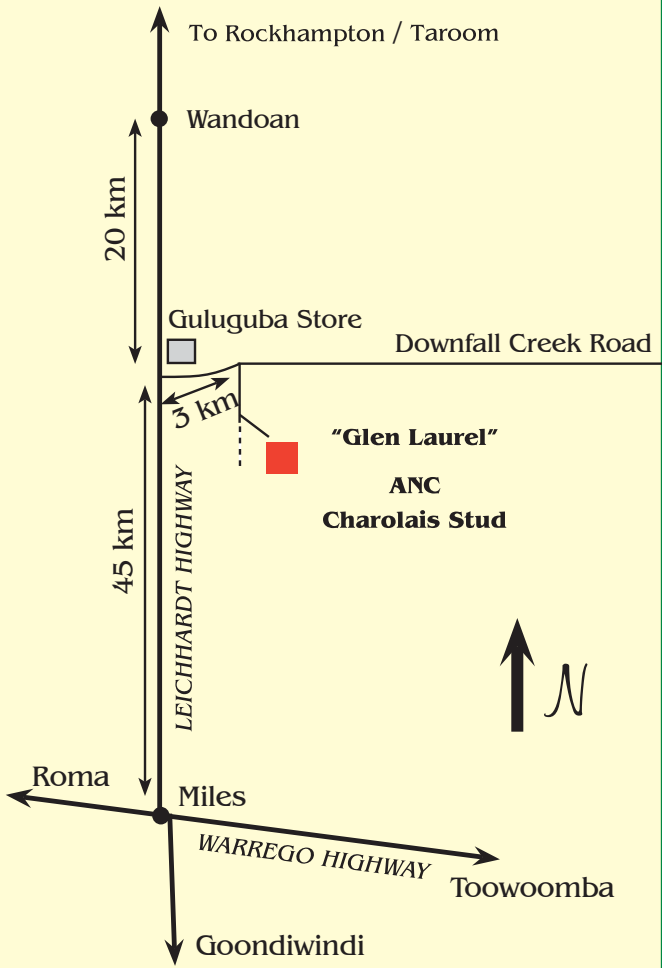 To Rockhampton / Taroom
Wandoan
20 km
Guluguba Store
Downfall Creek Road
3 km
"Glen Laurel"
ANC
Charolais Stud
45 km
LEICHHARDT HIGHWAY
N
Roma
Miles
WARREGO HIGHWAY
Toowoomba
Goondiwindi